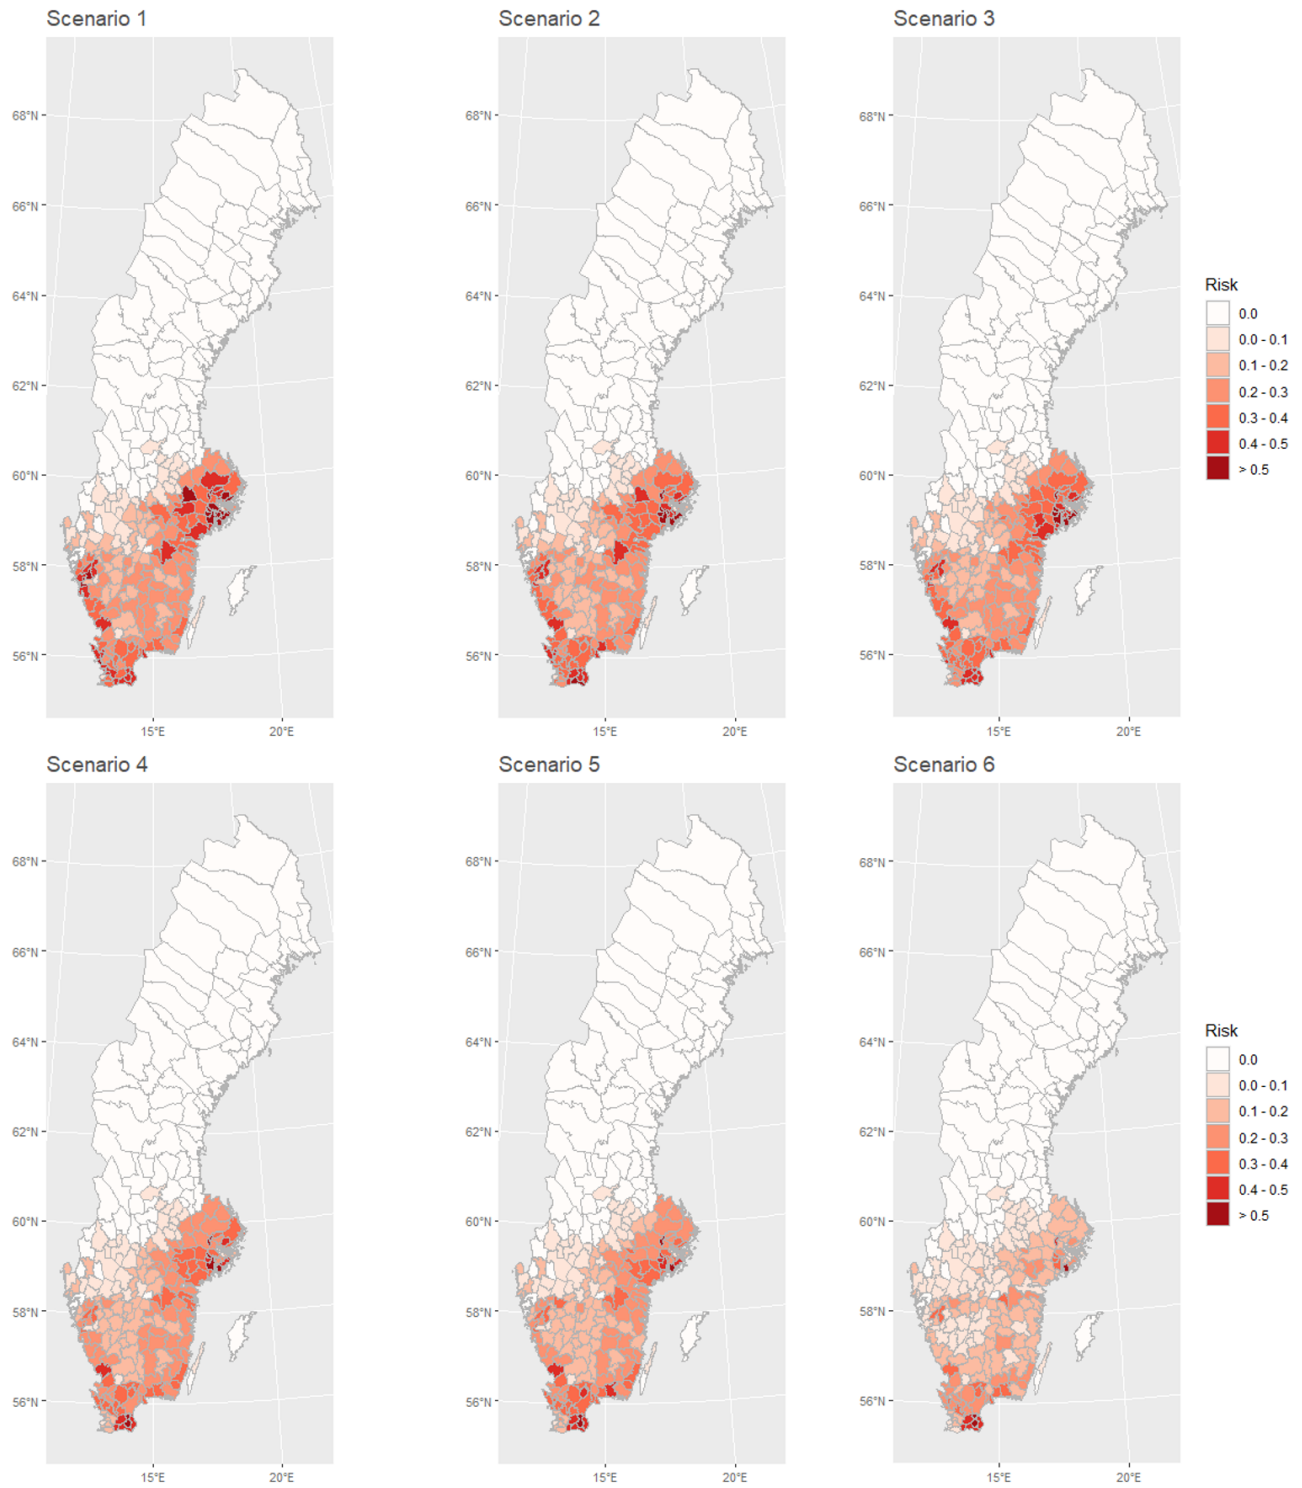 Scenario 1
Scenario 2
Scenario 3
68°N
66°N
64°N
62°N
60°N
58°N
56°N
15°E
20°E
68°N
66°N
64°N
62°N
60°N
58°N
56°N
15°E
20°E
68°N
66°N
64°N
62°N
60°N
58°N
56°N
15°E
20°E
Risk
0.0
0.0 - 0.1
0.1 - 0.2
0.2 - 0.3
0.3 - 0.4
0.4 - 0.5
> 0.5
Scenario 4
Scenario 5
Scenario 6
68°N
66°N
64°N
62°N
60°N
58°N
56°N
15°E
20°E
68°N
66°N
64°N
62°N
60°N
58°N
56°N
15°E
20°E
68°N
66°N
64°N
62°N
60°N
58°N
56°N
15°E
20°E
Risk
0.0
0.0 - 0.1
0.1 - 0.2
0.2 - 0.3
0.3 - 0.4
0.4 - 0.5
> 0.5